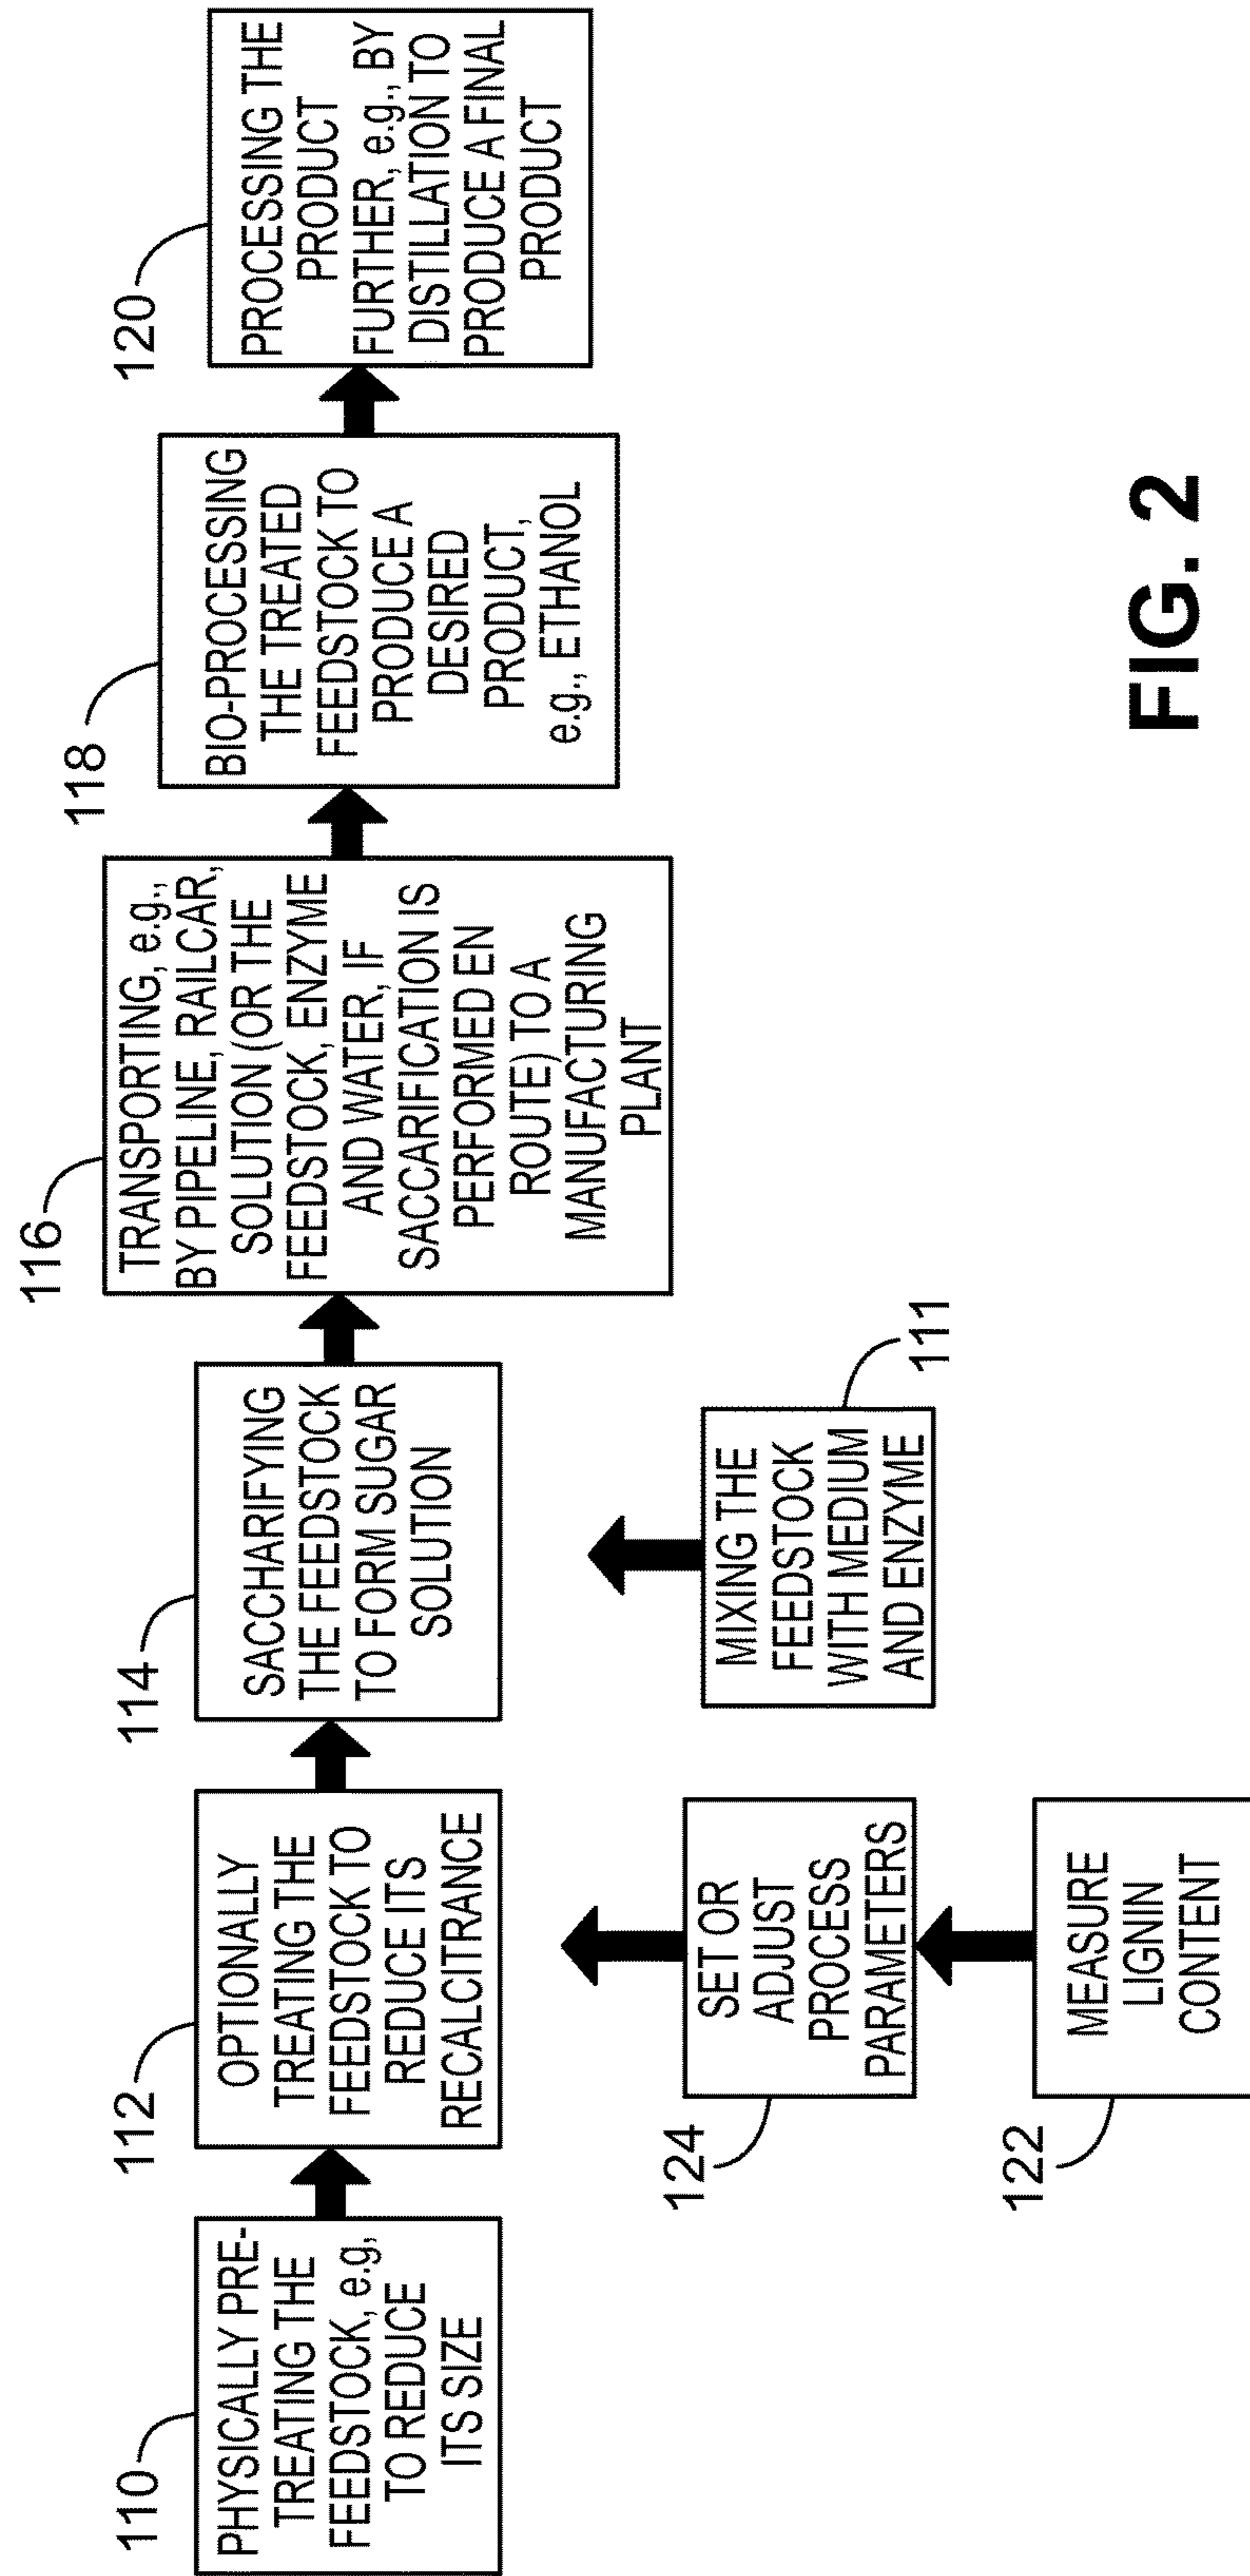 110
PHYSICALLY PRE-
TREATING THE
FEEDSTOCK, e.g,
TO REDUCE
ITS SIZE
112
OPTIONALLY
TREATING THE
FEEDSTOCK TO
REDUCE ITS
RECALCITRANCE
114
SACCHARIFYING
THE FEEDSTOCK
TO FORM SUGAR
SOLUTION
116
TRANSPORTING, e.g.,
BY PIPELINE, RAILCAR,
SOLUTION (OR THE
FEEDSTOCK, ENZYME
AND WATER, IF
SACCARIFICATION IS
PERFORMED EN
ROUTE) TO A
MANUFACTURING
PLANT
118
BIO-PROCESSING
THE TREATED
FEEDSTOCK TO
PRODUCE A
DESIRED
PRODUCT,
e.g., ETHANOL
120
PROCESSING THE
PRODUCT
FURTHER, e.g., BY
DISTILLATION TO
PRODUCE A FINAL
PRODUCT
124
SET OR
ADJUST
PROCESS
PARAMETERS
122
MEASURE
LIGNIN
CONTENT
MIXING THE
FEEDSTOCK
WITH MEDIUM
AND ENZYME
111
FIG. 2